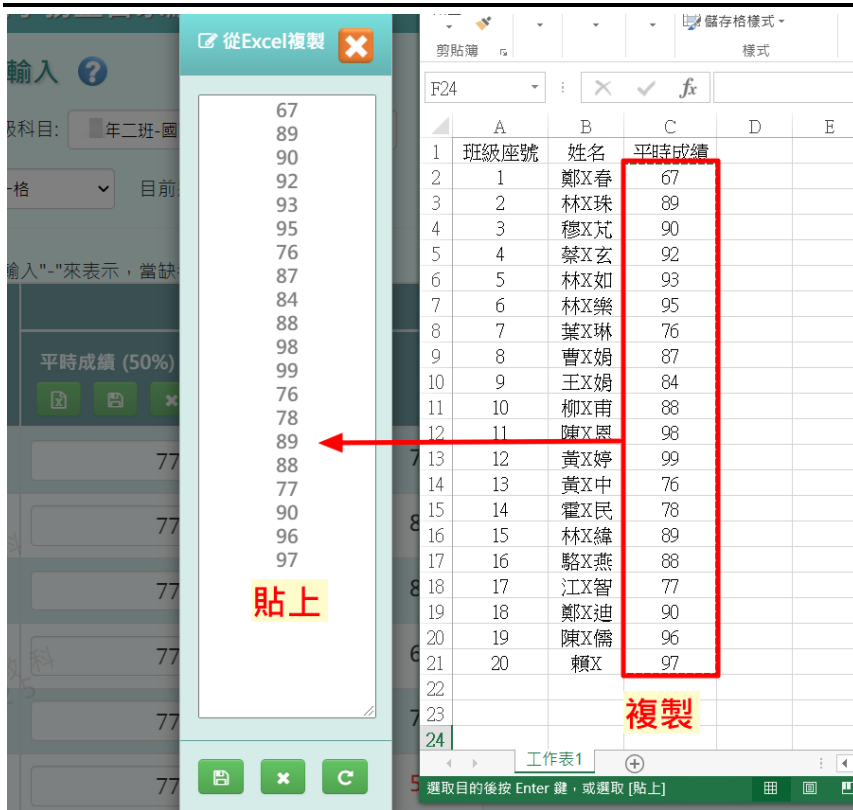 從Excel複製
輸入 ?
及科目: 年二班-國
格
目前
輸入"-"來表示，當缺
平時成績 (50%)
77
77
77
77
77
77
7
8
8
6
7
5
67
89
90
92
93
95
76
87
84
88
98
99
76
78
89
88
77
90
96
97
貼上
儲存格樣式
剪貼簿 樣式
F24 fx
A B C D E
1 班級座號 姓名 平時成績
2 1 鄭X春 67
3 2 林X珠 89
4 3 穆X芃 90
5 4 蔡X玄 92
6 5 林X如 93
7 6 林X樂 95
8 7 葉X琳 76
9 8 曹X娟 87
10 9 王X娟 84
11 10 柳X甫 88
12 11 陳X恩 98
13 12 黃X婷 99
14 13 黃X中 76
15 14 霍X民 78
16 15 林X緯 89
17 16 駱X燕 88
18 17 江X智 77
19 18 鄭X迪 90
20 19 陳X儒 96
21 20 賴X 97
22
23
24
複製
工作表1
選取目的後按 Enter 鍵，或選取 [貼上]